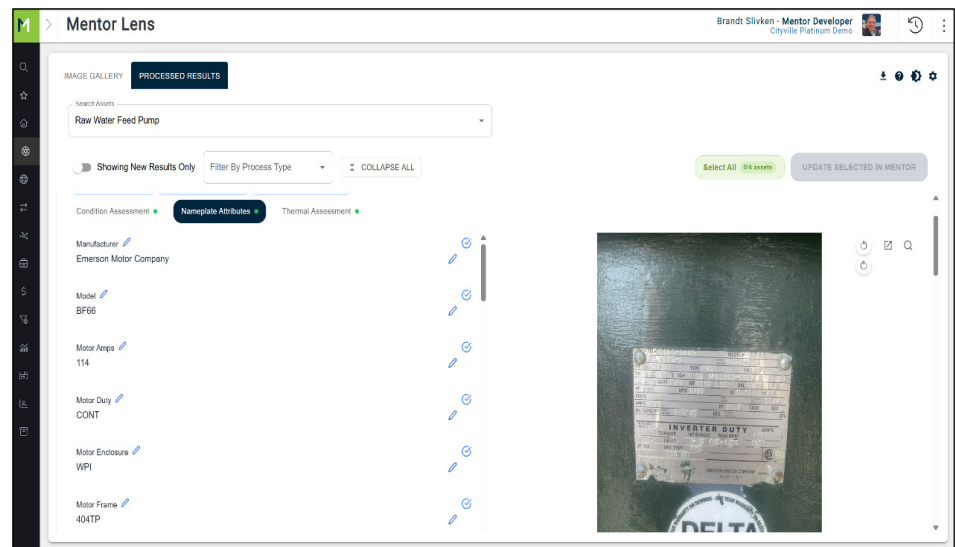 M
Mentor Lens
Brandt Slivken - Mentor Developer
Cityville Platinum Demo
IMAGE GALLERY
PROCESSED RESULTS
Search Assets
Raw Water Feed Pump
Showing New Results Only
Filter By Process Type
COLLAPSE ALL
Select All 0/4 assets
UPDATE SELECTED IN MENTOR
Condition Assessment
Nameplate Attributes
Thermal Assessment
Manufacturer
Emerson Motor Company
Model
BF66
Motor Amps
114
Motor Duty
CONT
Motor Enclosure
WPI
Motor Frame
404TP
INVERTER DUTY
AMPS
TORQUE
EMERSON MOTOR COMPANY
DELTA